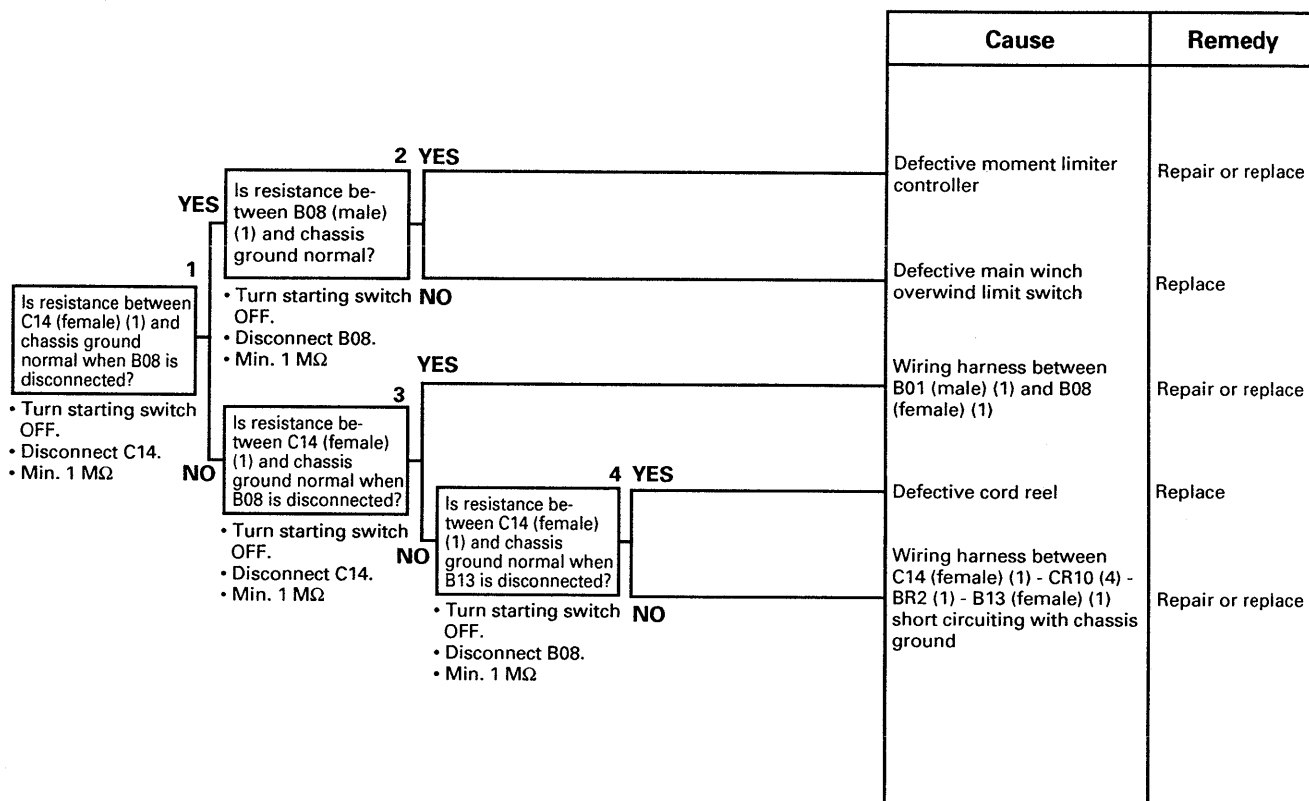 Cause
Remedy
2 YES
Is resistance be-
tween B08 (male)
(1) and chassis
ground normal?
Defective moment limiter
controller
Repair or replace
YES
1
Is resistance between
C14 (female) (1) and
chassis ground
normal when B08 is
disconnected?
• Turn starting switch
OFF.
• Disconnect C14.
• Min. 1 MΩ
NO
• Turn starting switch
OFF.
• Disconnect B08.
• Min. 1 MΩ
Defective main winch
overwind limit switch
Replace
YES
3
Is resistance be-
tween C14 (female)
(1) and chassis
ground normal when
B08 is disconnected?
NO
• Turn starting switch
OFF.
• Disconnect C14.
• Min. 1 MΩ
Wiring harness between
B01 (male) (1) and B08
(female) (1)
Repair or replace
4 YES
Is resistance be-
tween C14 (female)
(1) and chassis
ground normal when
B13 is disconnected?
NO
Defective cord reel
Replace
• Turn starting switch
OFF.
• Disconnect B08.
• Min. 1 MΩ
NO
Wiring harness between
C14 (female) (1) - CR10 (4) -
BR2 (1) - B13 (female) (1)
short circuiting with chassis
ground
Repair or replace